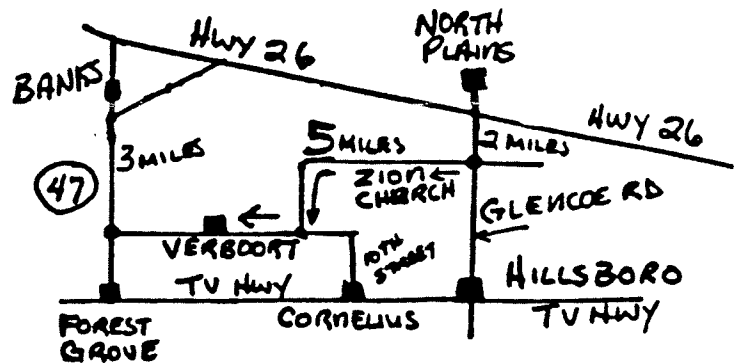 HWY 26
NORTH
PLAINS
BANKS
HWY 26
3 MILES
5 MILES
2 MILES
47
ZION
CHURCH
GLENCOE RD
VERBOORT
10TH
STREET
TV HWY
HILLSBORO
TV HWY
FOREST
GROVE
CORNELIUS